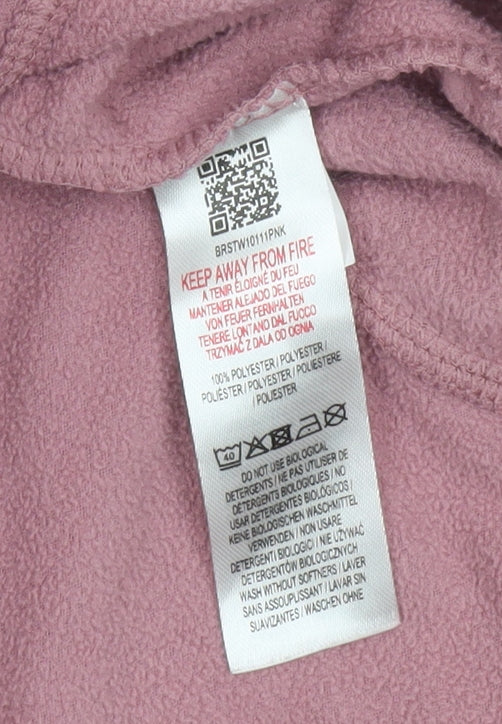 BRSTW10111PNK
KEEP AWAY FROM FIRE
A TENIR ÉLOIGNÉ DU FEU
MANTENER ALEJADO DEL FUEGO
VON FEUER FERNHALTEN
TENERE LONTANO DAL FUOCO
TRZYMAĆ Z DALA OD OGNIA
100% POLYESTER / POLYESTER /
POLIÉSTER / POLYESTER / POLIESTERE
/ POLIESTER
40
DO NOT USE BIOLOGICAL
DETERGENTS / NE PAS UTILISER DE
DÉTERGENTS BIOLOGIQUES / NO
USAR DETERGENTES BIOLÓGICOS /
KEINE BIOLOGISCHEN WASCHMITTEL
VERWENDEN / NON USARE
DETERGENTI BIOLOGICI / NIE UŻYWAĆ
DETERGENTÓW BIOLOGICZNYCH
WASH WITHOUT SOFTNERS / LAVER
SANS ASSOUPLISSANT / LAVAR SIN
SUAVIZANTES / WASCHEN OHNE